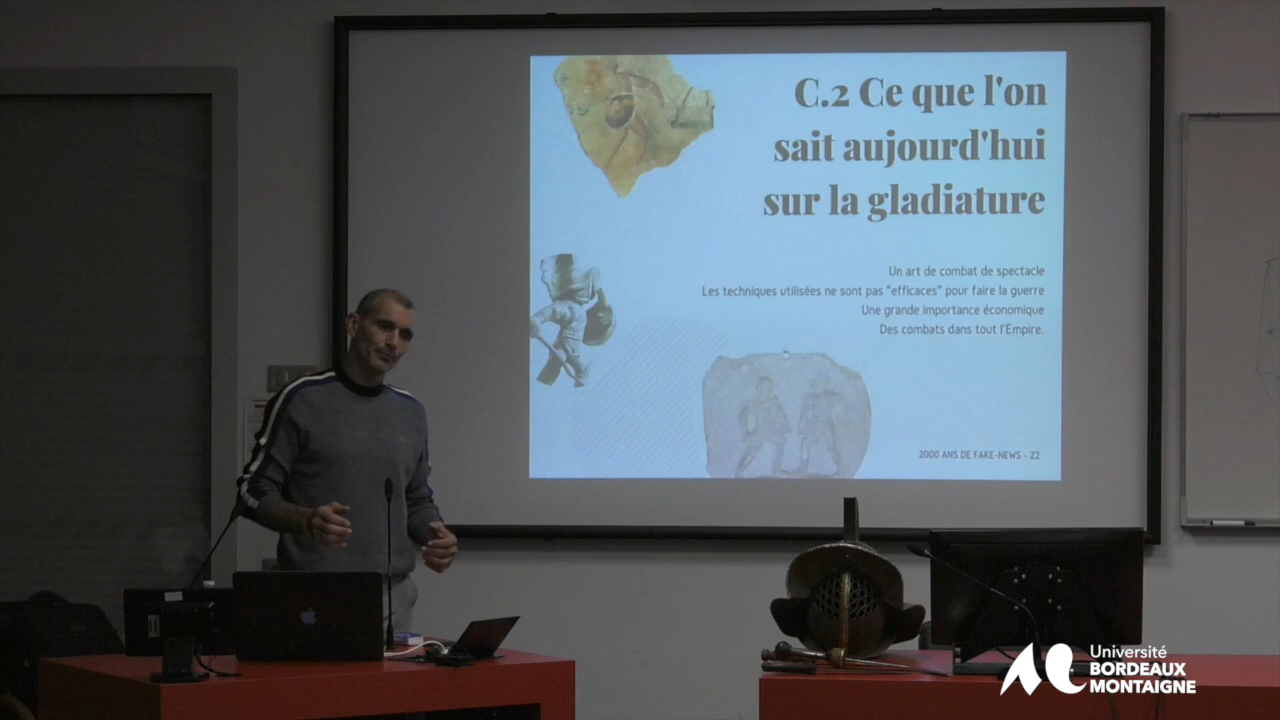 C.2 Ce que l'on
sait aujourd'hui
sur la gladiature
Un art de combat de spectacle
Les techniques utilisées ne sont pas "efficaces" pour faire la guerre
Une grande importance économique
Des combats dans tout l'Empire.
2000 ANS DE FAKE-NEWS - 22
Université
BORDEAUX
MONTAIGNE